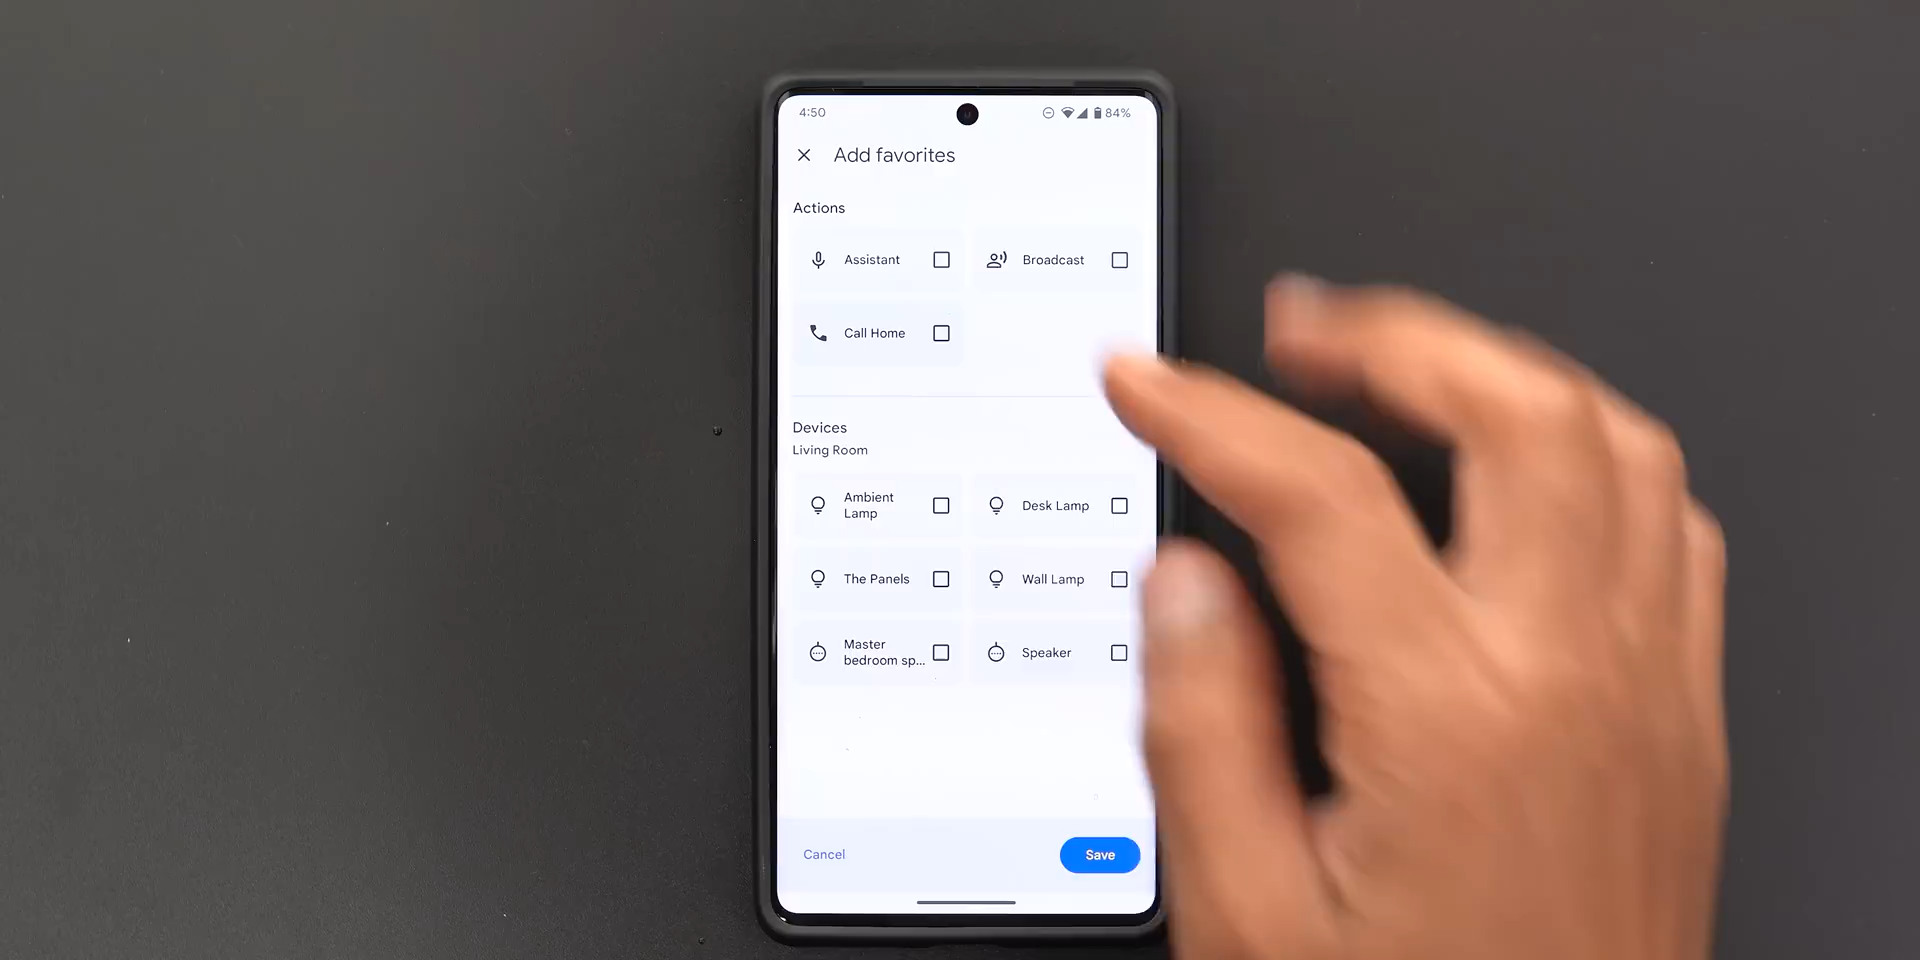 4:50
84%
Add favorites
Actions
Assistant
Broadcast
Call Home
Devices
Living Room
Ambient
Lamp
Desk Lamp
The Panels
Wall Lamp
Master
bedroom sp...
Speaker
Cancel
Save